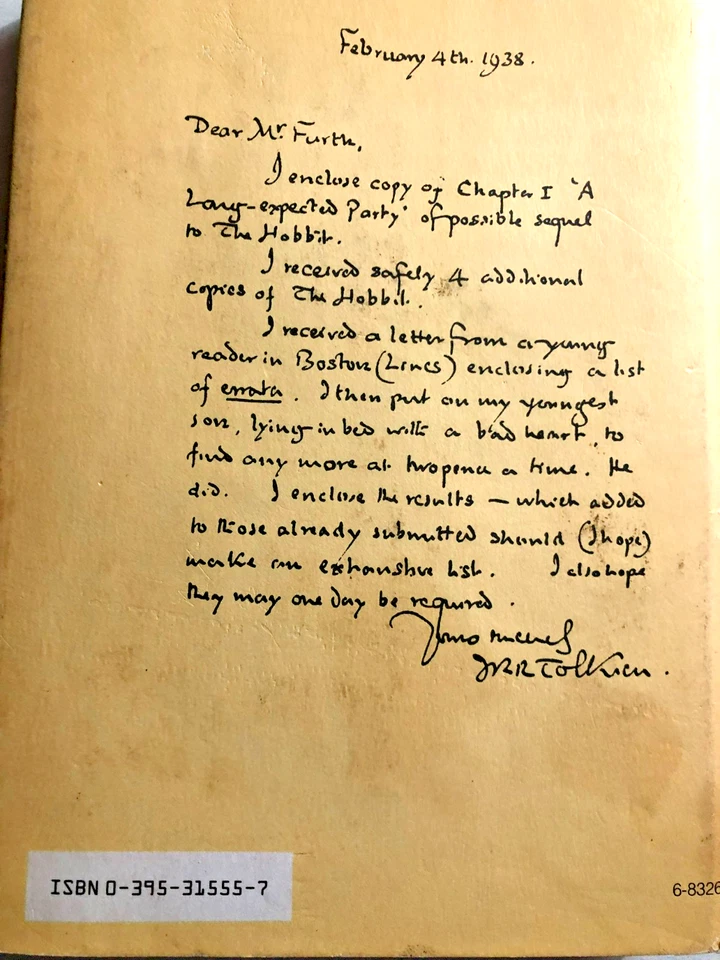 February 4th. 1938.
Dear Mr Furth,
I enclose copy of Chapter I 'A
Long-expected Party' of possible sequel
to The Hobbit.
I received safely 4 additional
copies of The Hobbit.
I received a letter from a young
reader in Boston (Lincs) enclosing a list
of errata. I then put on my youngest
son, lying in bed with a bad heart, to
find any more at twopence a time. He
did. I enclose the results — which added
to those already submitted should (I hope)
make an exhaustive list. I also hope
they may one day be required.
Yours sincerely
JRR Tolkien.
ISBN 0-395-31555-7
6-8326